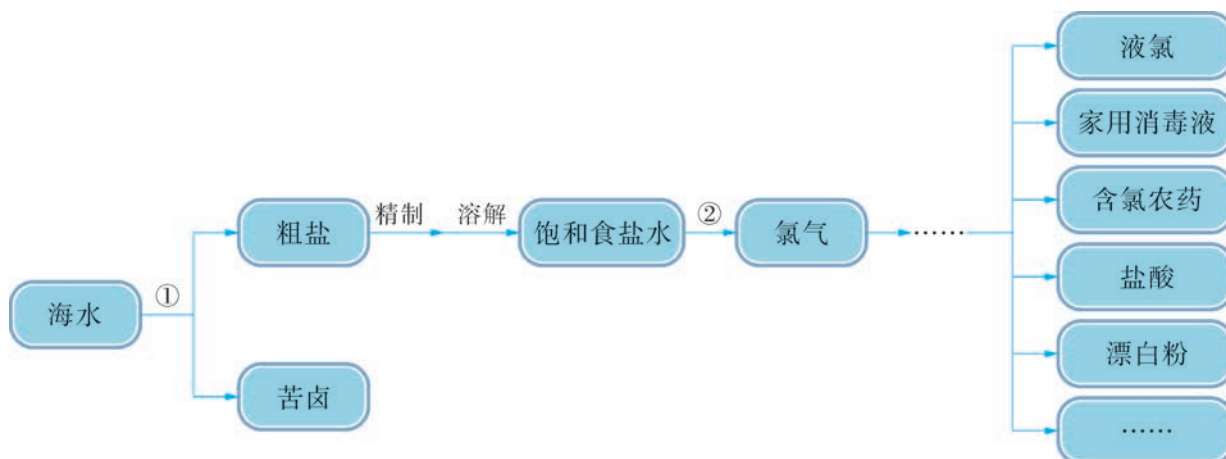 海水
①
粗盐
苦卤
精制
溶解
饱和食盐水
②
氯气
……
液氯
家用消毒液
含氯农药
盐酸
漂白粉
……